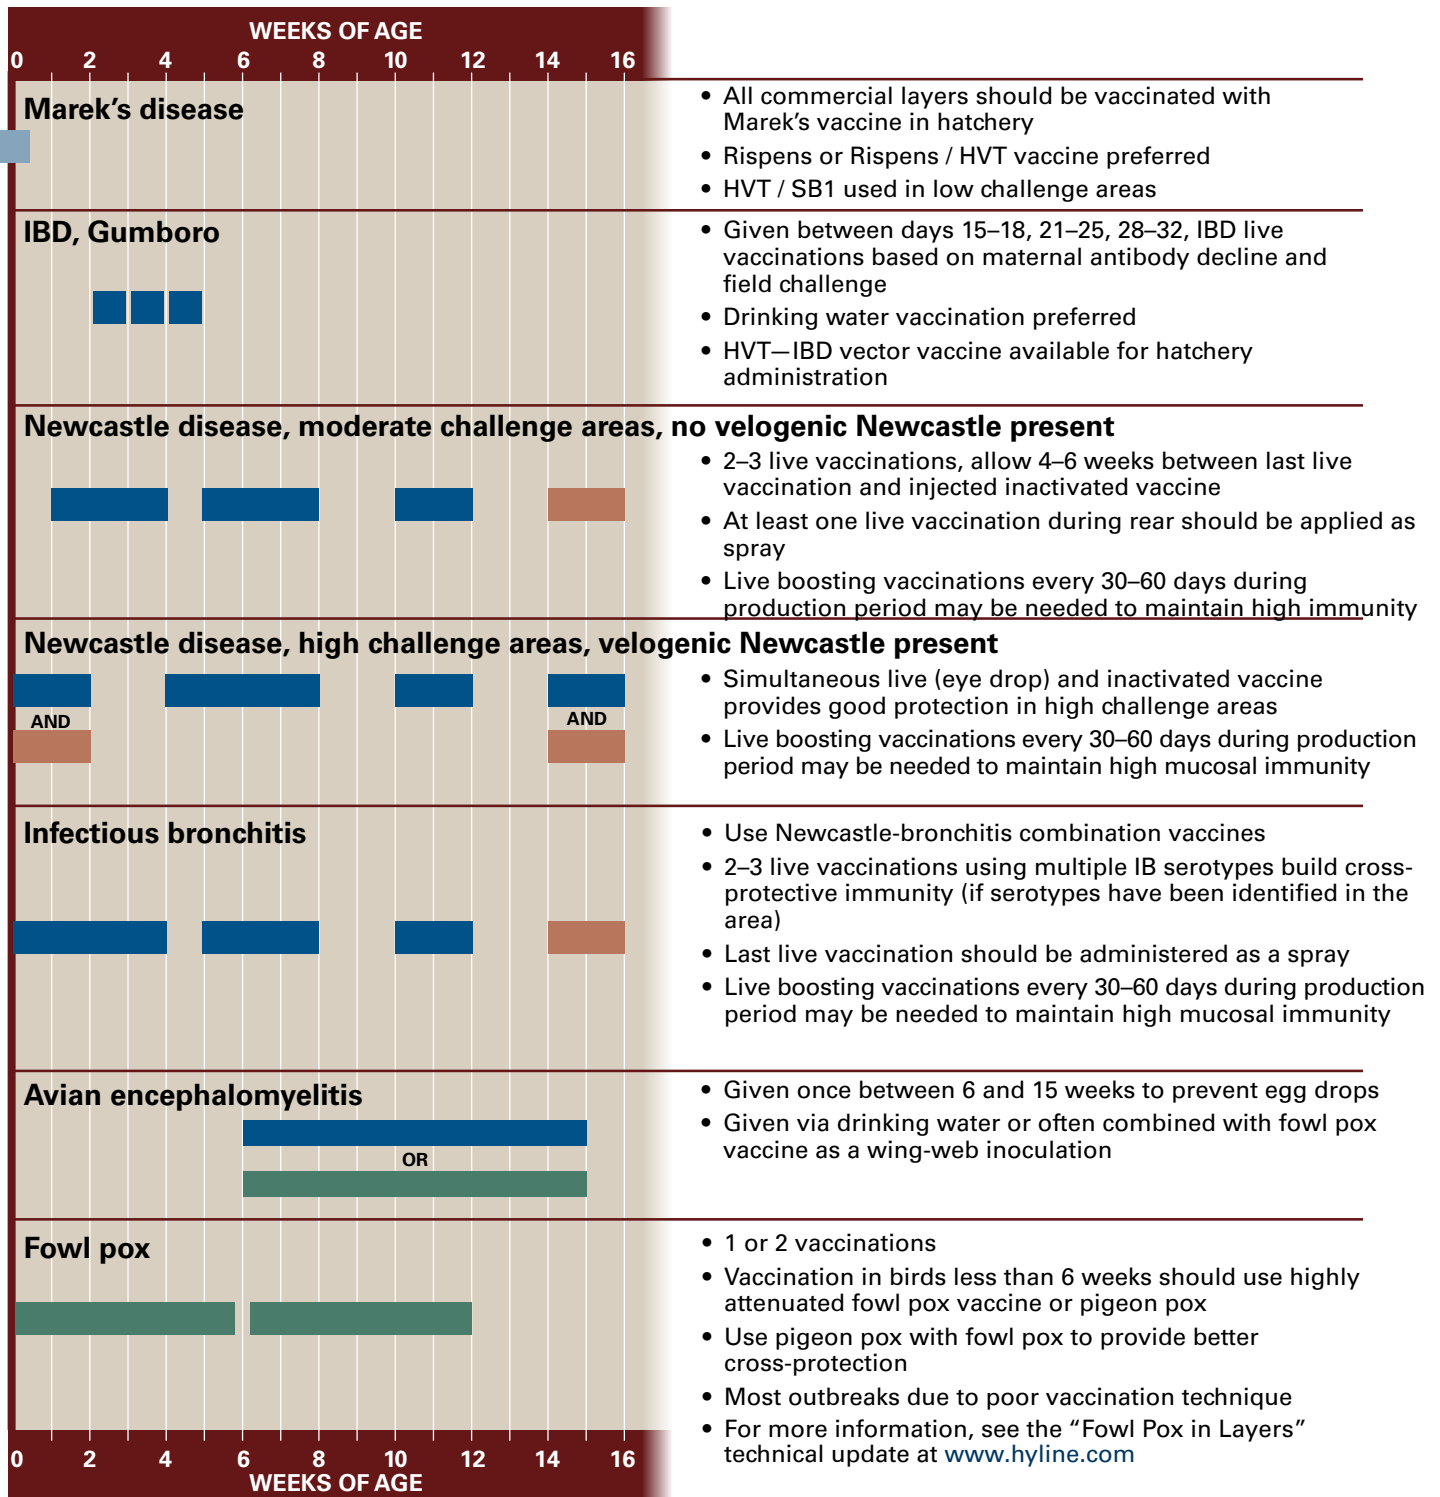 WEEKS OF AGE
0 2 4 6 8 10 12 14 16
Marek’s disease
• All commercial layers should be vaccinated with
Marek’s vaccine in hatchery
• Rispens or Rispens / HVT vaccine preferred
• HVT / SB1 used in low challenge areas
IBD, Gumboro
• Given between days 15–18, 21–25, 28–32, IBD live
vaccinations based on maternal antibody decline and
field challenge
• Drinking water vaccination preferred
• HVT—IBD vector vaccine available for hatchery
administration
Newcastle disease, moderate challenge areas, no velogenic Newcastle present
• 2–3 live vaccinations, allow 4–6 weeks between last live
vaccination and injected inactivated vaccine
• At least one live vaccination during rear should be applied as
spray
• Live boosting vaccinations every 30–60 days during
production period may be needed to maintain high immunity
Newcastle disease, high challenge areas, velogenic Newcastle present
AND
AND
• Simultaneous live (eye drop) and inactivated vaccine
provides good protection in high challenge areas
• Live boosting vaccinations every 30–60 days during production
period may be needed to maintain high mucosal immunity
Infectious bronchitis
• Use Newcastle-bronchitis combination vaccines
• 2–3 live vaccinations using multiple IB serotypes build cross-
protective immunity (if serotypes have been identified in the
area)
• Last live vaccination should be administered as a spray
• Live boosting vaccinations every 30–60 days during production
period may be needed to maintain high mucosal immunity
Avian encephalomyelitis
OR
• Given once between 6 and 15 weeks to prevent egg drops
• Given via drinking water or often combined with fowl pox
vaccine as a wing-web inoculation
Fowl pox
• 1 or 2 vaccinations
• Vaccination in birds less than 6 weeks should use highly
attenuated fowl pox vaccine or pigeon pox
• Use pigeon pox with fowl pox to provide better
cross-protection
• Most outbreaks due to poor vaccination technique
• For more information, see the “Fowl Pox in Layers”
technical update at www.hyline.com
0 2 4 6 8 10 12 14 16
WEEKS OF AGE